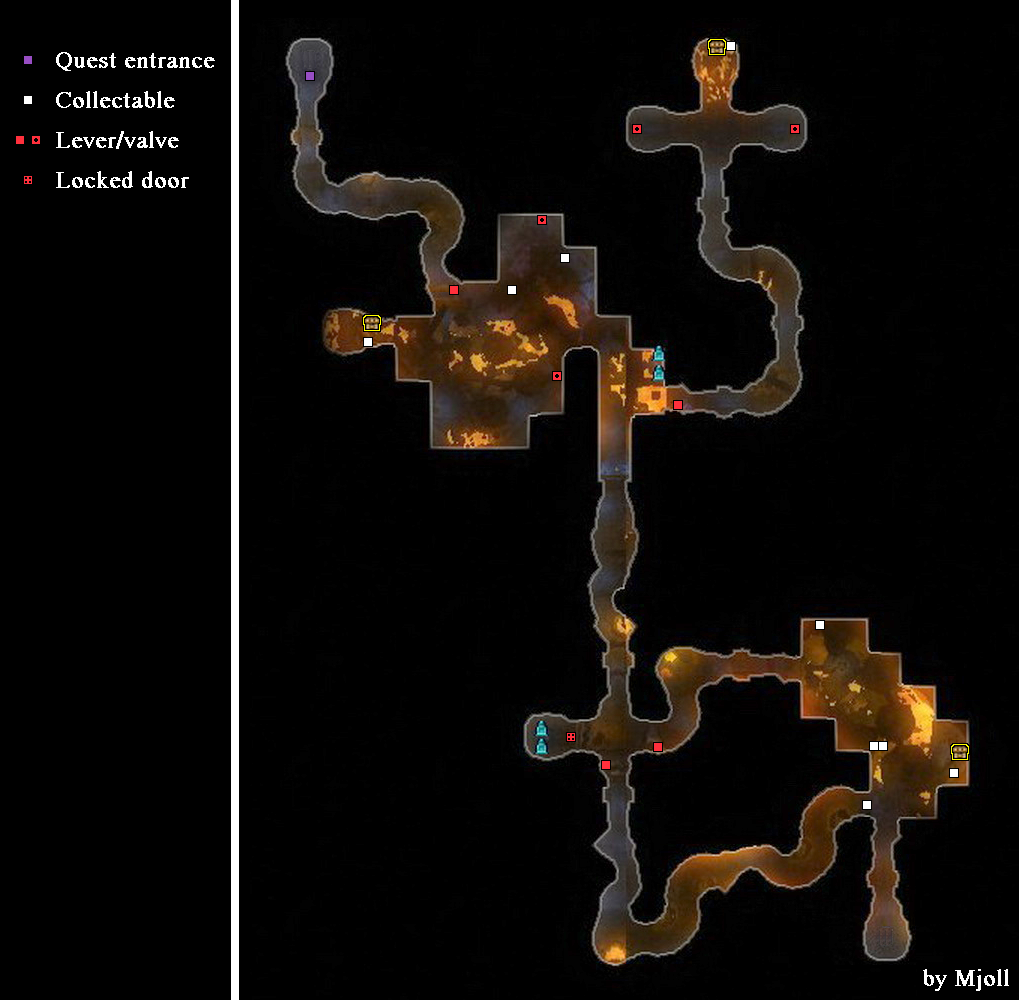 Quest entrance
Collectable
Lever/valve
Locked door
by Mjoll